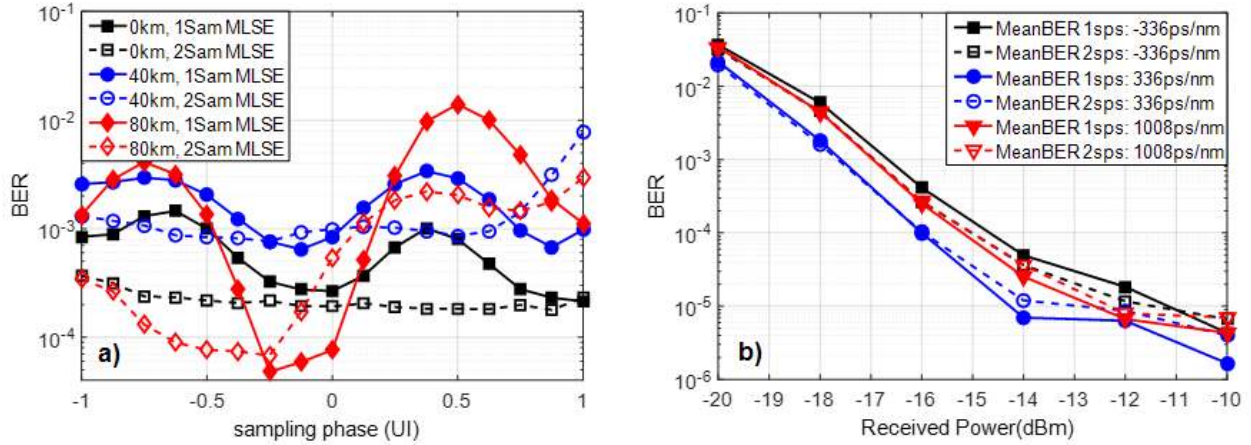 10^-1
10^-2
10^-3
10^-4
BER
0km, 1Sam MLSE
0km, 2Sam MLSE
40km, 1Sam MLSE
40km, 2Sam MLSE
80km, 1Sam MLSE
80km, 2Sam MLSE
a)
-1
-0.5
0
0.5
1
sampling phase (UI)
10^-1
10^-2
10^-3
10^-4
10^-5
10^-6
BER
MeanBER 1sps: -336ps/nm
MeanBER 2sps: -336ps/nm
MeanBER 1sps: 336ps/nm
MeanBER 2sps: 336ps/nm
MeanBER 1sps: 1008ps/nm
MeanBER 2sps: 1008ps/nm
b)
-20 -19 -18 -17 -16 -15 -14 -13 -12 -11 -10
Received Power(dBm)